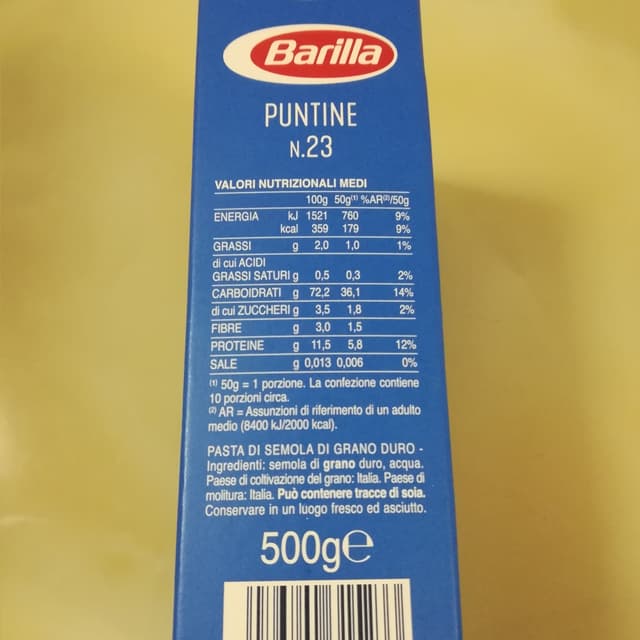 Barilla
PUNTINE
N.23
VALORI NUTRIZIONALI MEDI
100g 50g⁽¹⁾ %AR⁽²⁾/50g
ENERGIA kJ 1521 760 9%
kcal 359 179 9%
GRASSI g 2,0 1,0 1%
di cui ACIDI
GRASSI SATURI g 0,5 0,3 2%
CARBOIDRATI g 72,2 36,1 14%
di cui ZUCCHERI g 3,5 1,8 2%
FIBRE g 3,0 1,5
PROTEINE g 11,5 5,8 12%
SALE g 0,013 0,006 0%
⁽¹⁾ 50g = 1 porzione. La confezione contiene
10 porzioni circa.
⁽²⁾ AR = Assunzioni di riferimento di un adulto
medio (8400 kJ/2000 kcal).
PASTA DI SEMOLA DI GRANO DURO -
Ingredienti: semola di grano duro, acqua.
Paese di coltivazione del grano: Italia. Paese di
molitura: Italia. Può contenere tracce di soia.
Conservare in un luogo fresco ed asciutto.
500g℮